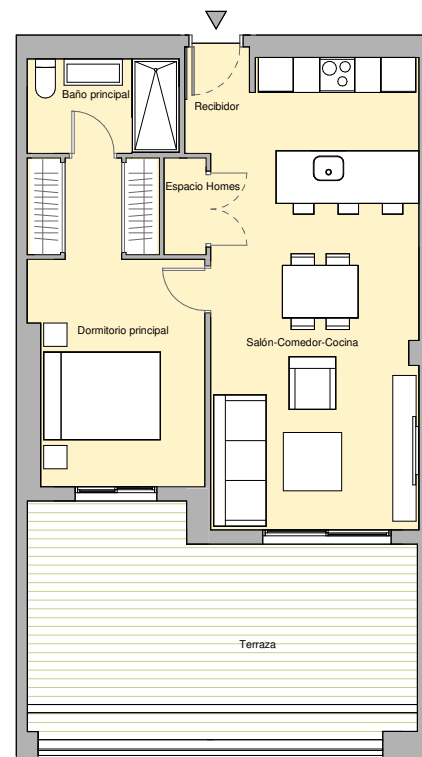 Baño principal
Recibidor
Espacio Homes
Dormitorio principal
Salón-Comedor-Cocina
Terraza